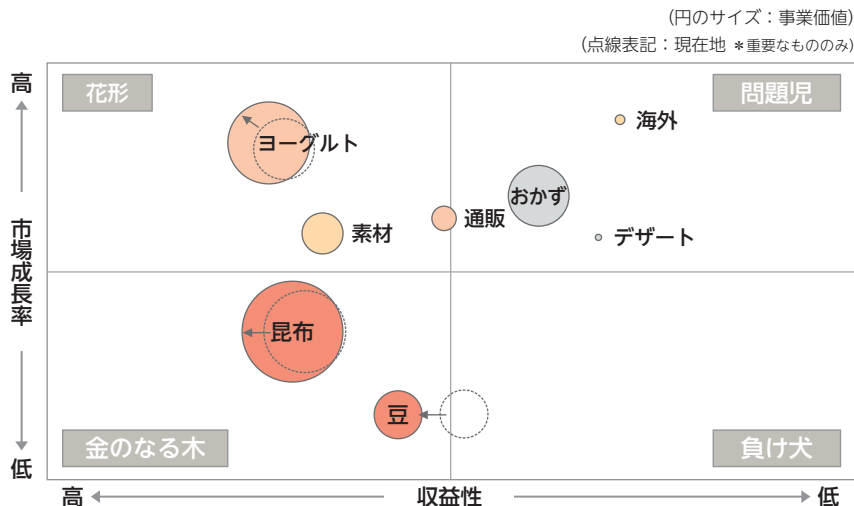 (円のサイズ：事業価値)
(点線表記：現在地 ＊重要なもののみ)
高
花形
問題児
海外
ヨーグルト
おかず
通販
素材
デザート
市場成長率
昆布
豆
金のなる木
負け犬
低
高
収益性
低